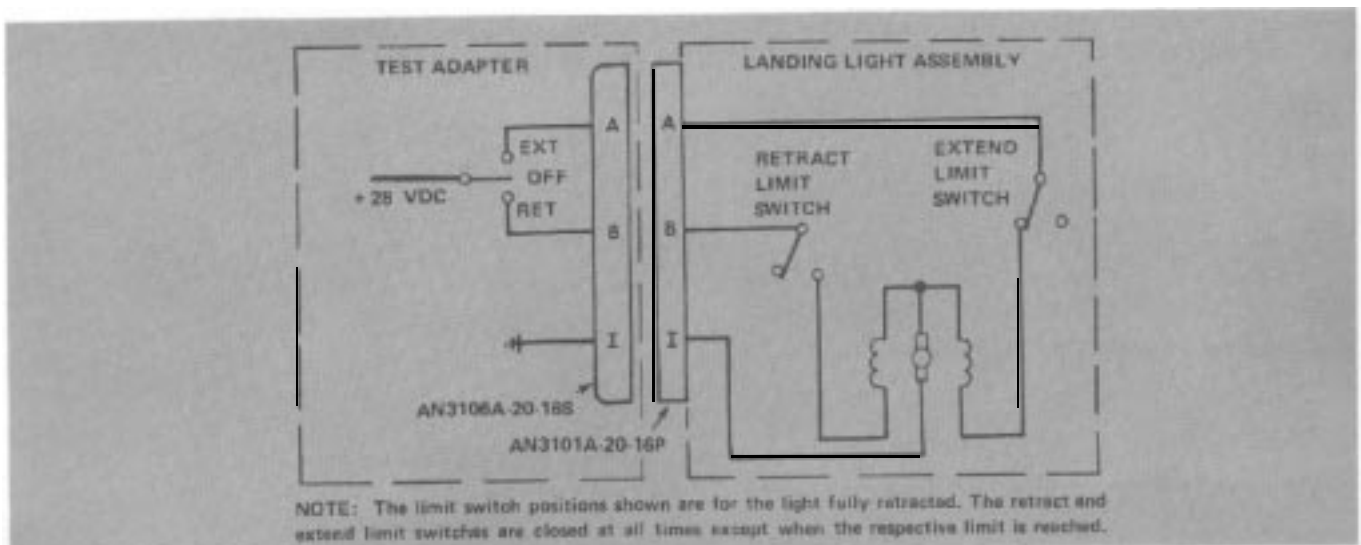 TEST ADAPTER
LANDING LIGHT ASSEMBLY
A
A
EXT
OFF
+ 28 VDC
RET
B
B
RETRACT
LIMIT
SWITCH
EXTEND
LIMIT
SWITCH
I
I
AN3106A-20-16S
AN3101A-20-16P
NOTE: The limit switch positions shown are for the light fully retracted. The retract and
extend limit switches are closed at all times except when the respective limit is reached.